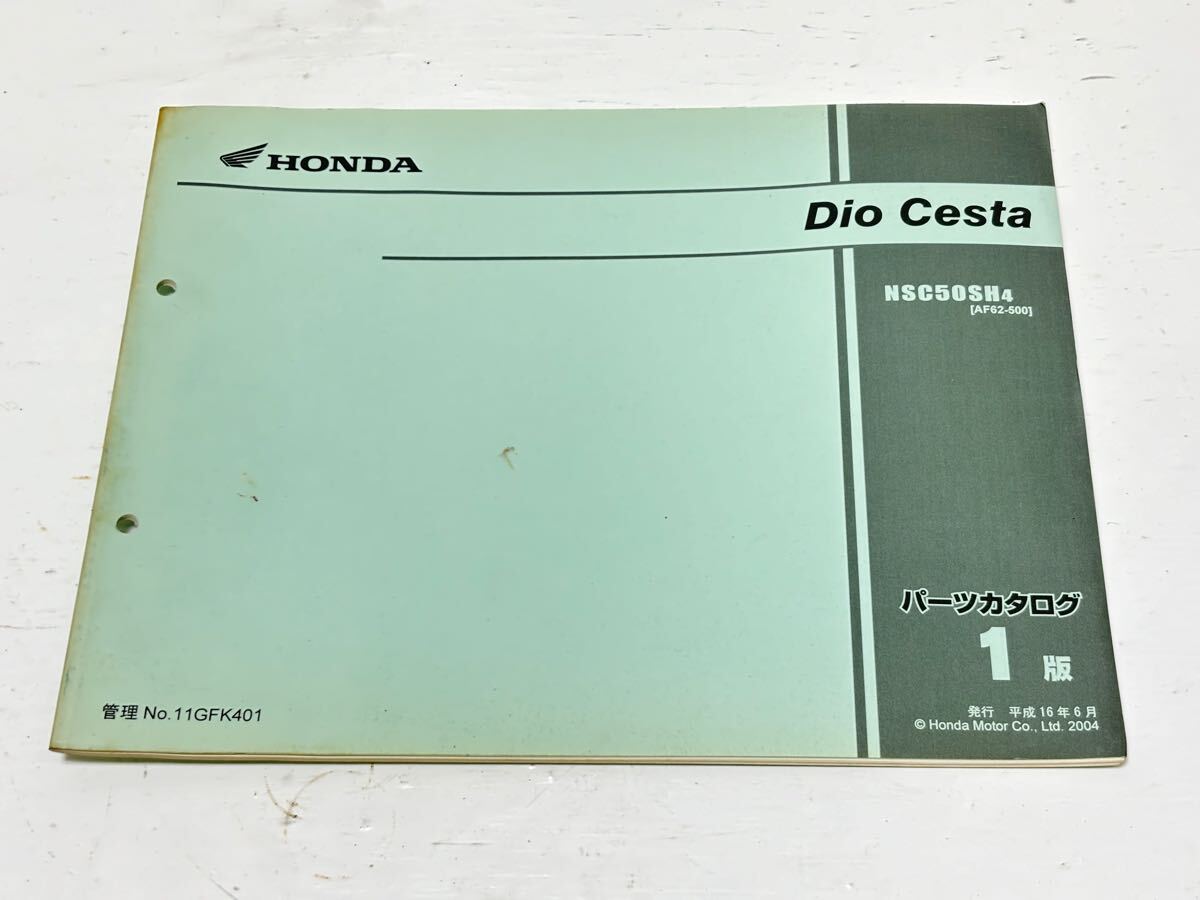 HONDA
Dio Cesta
NSC50SH4
[AF62-500]
パーツカタログ
1 版
管理 No.11GFK401
発行 平成16年6月
© Honda Motor Co., Ltd. 2004